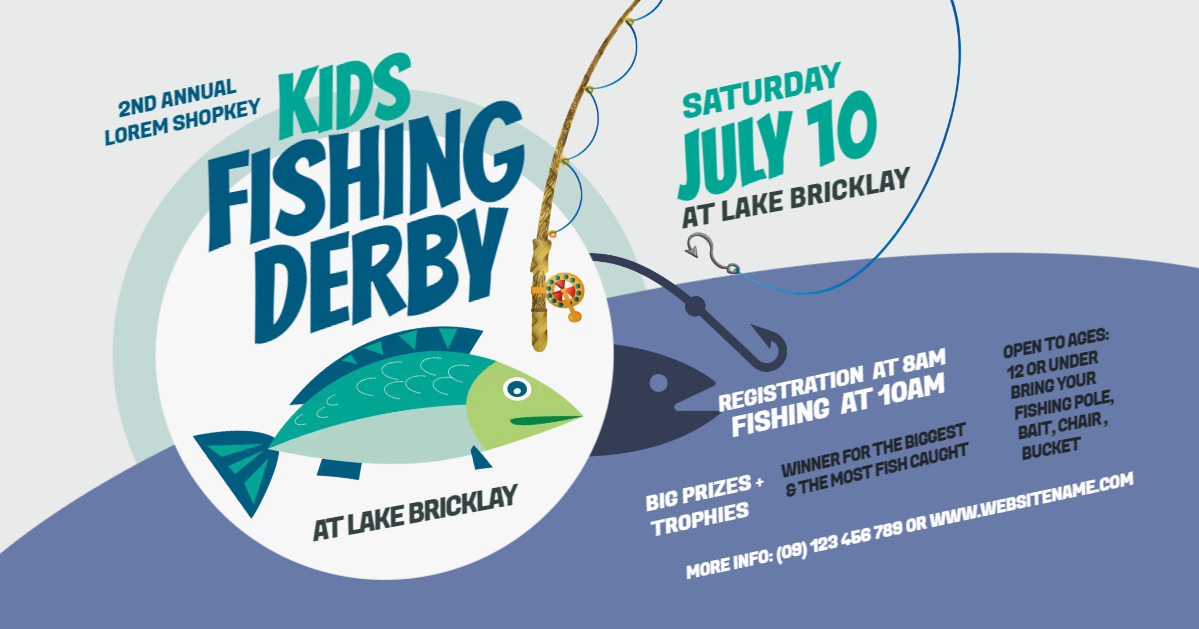 2ND ANNUAL
LOREM SHOPKEY
KIDS
FISHING
DERBY
AT LAKE BRICKLAY
SATURDAY
JULY 10
AT LAKE BRICKLAY
REGISTRATION AT 8AM
FISHING AT 10AM
OPEN TO AGES:
12 OR UNDER
BRING YOUR
FISHING POLE,
BAIT, CHAIR,
BUCKET
BIG PRIZES +
TROPHIES
WINNER FOR THE BIGGEST
& THE MOST FISH CAUGHT
MORE INFO: (09) 123 456 789 OR WWW.WEBSITENAME.COM